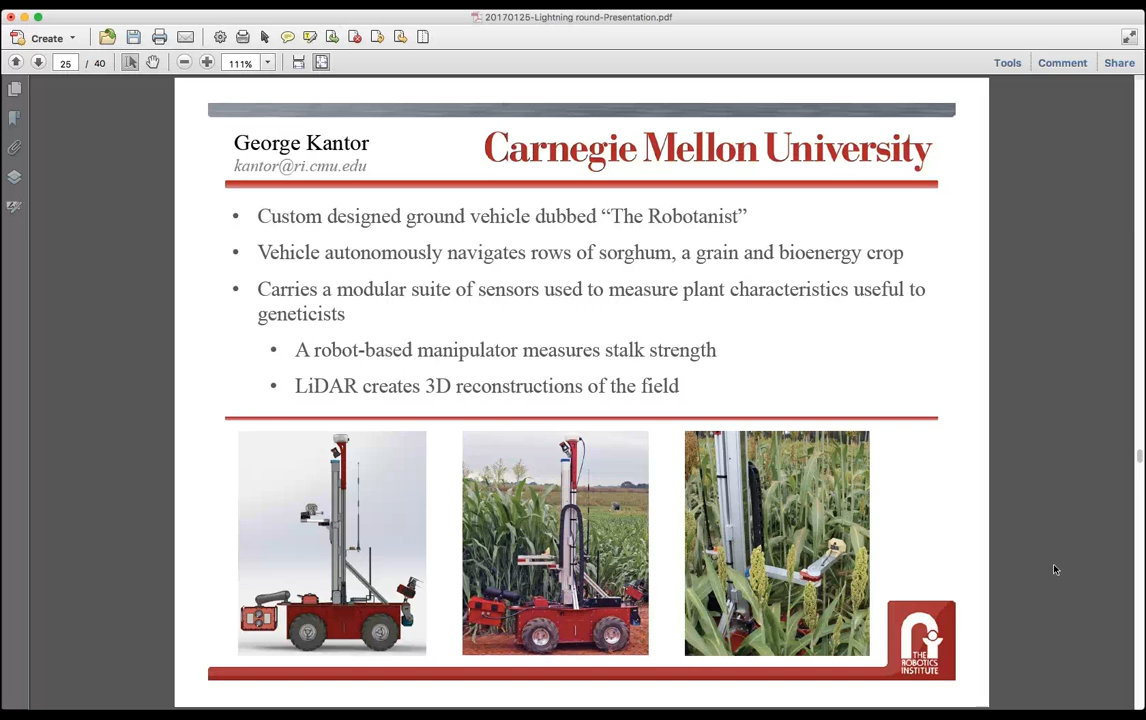 20170125-Lightning round-Presentation.pdf
Create
25 / 40
111%
Tools
Comment
Share
George Kantor
kantor@ri.cmu.edu
Carnegie Mellon University
• Custom designed ground vehicle dubbed “The Robotanist”
• Vehicle autonomously navigates rows of sorghum, a grain and bioenergy crop
• Carries a modular suite of sensors used to measure plant characteristics useful to
geneticists
• A robot-based manipulator measures stalk strength
• LiDAR creates 3D reconstructions of the field
THE
ROBOTICS
INSTITUTE